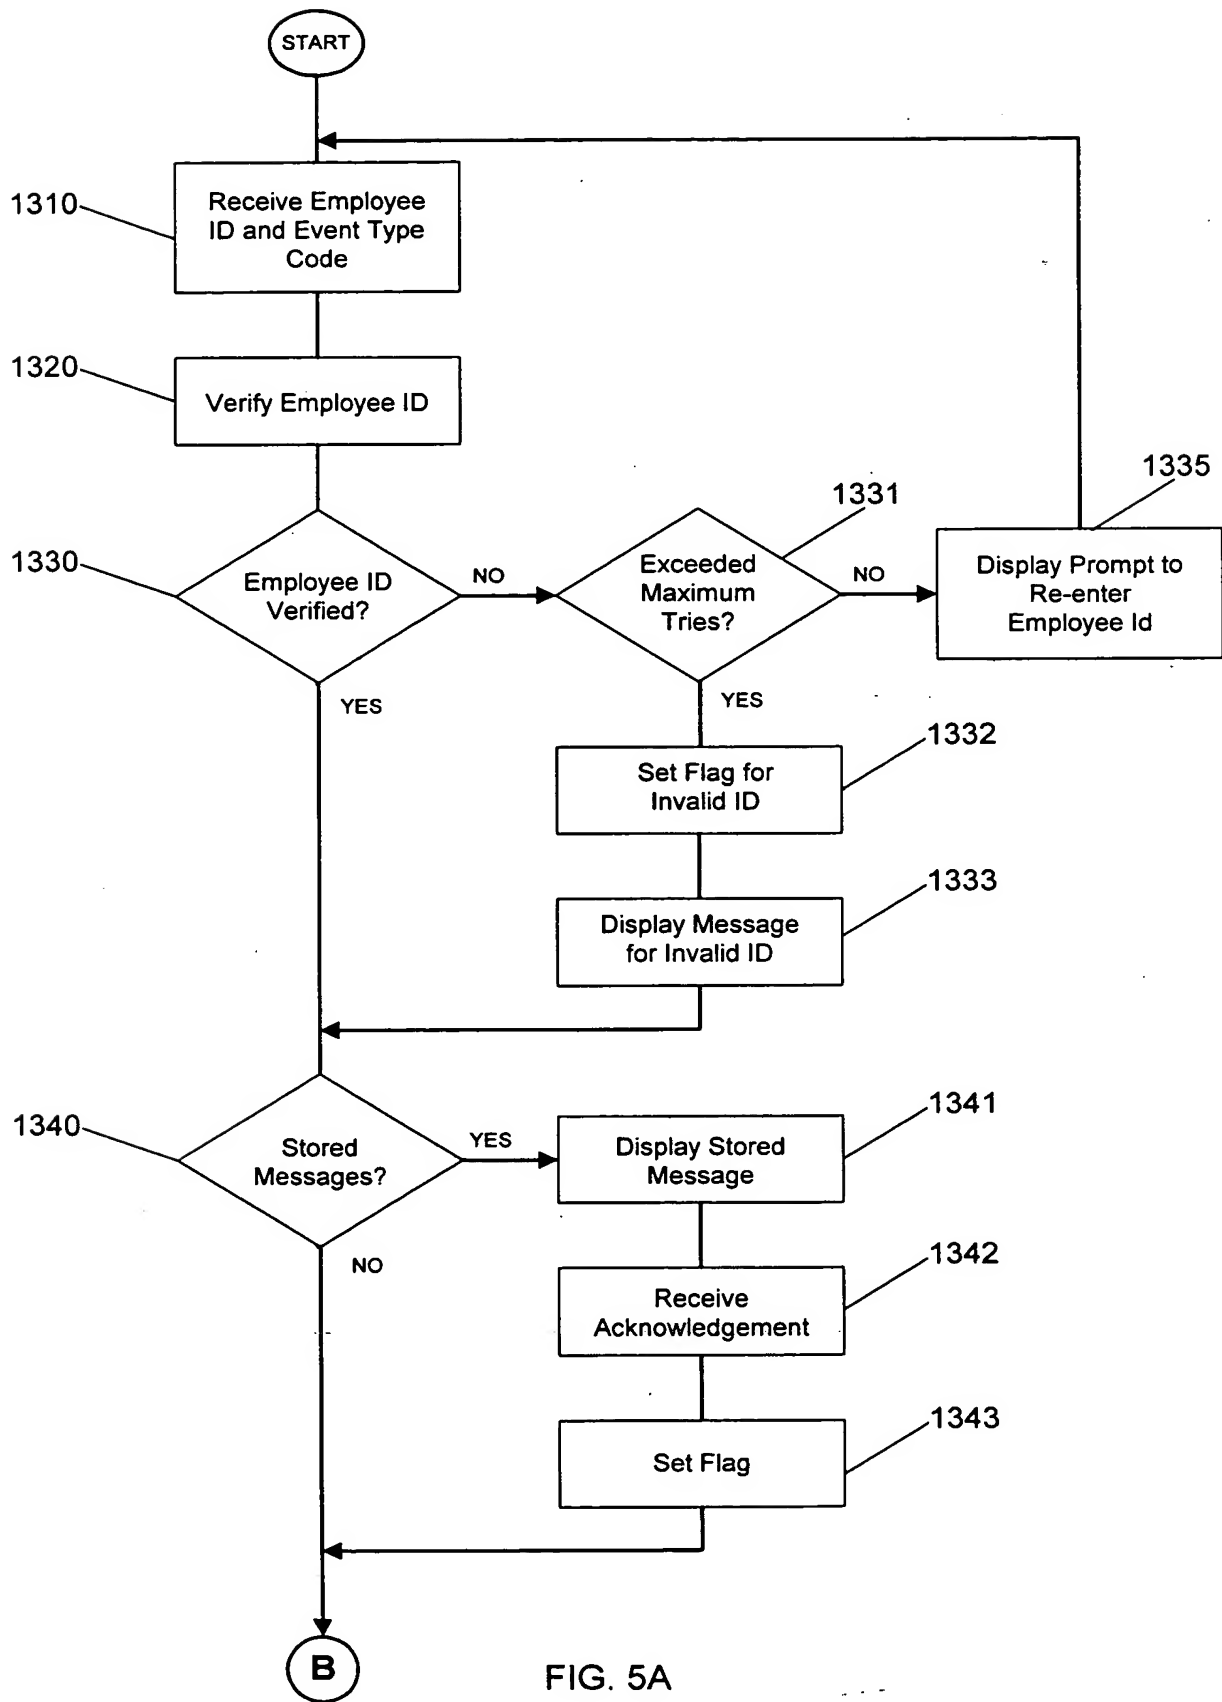 START
1310
Receive Employee
ID and Event Type
Code
1320
Verify Employee ID
1330
Employee ID
Verified?
NO
YES
1331
Exceeded
Maximum
Tries?
NO
YES
1335
Display Prompt to
Re-enter
Employee Id
1332
Set Flag for
Invalid ID
1333
Display Message
for Invalid ID
1340
Stored
Messages?
YES
NO
1341
Display Stored
Message
1342
Receive
Acknowledgement
1343
Set Flag
B
FIG. 5A